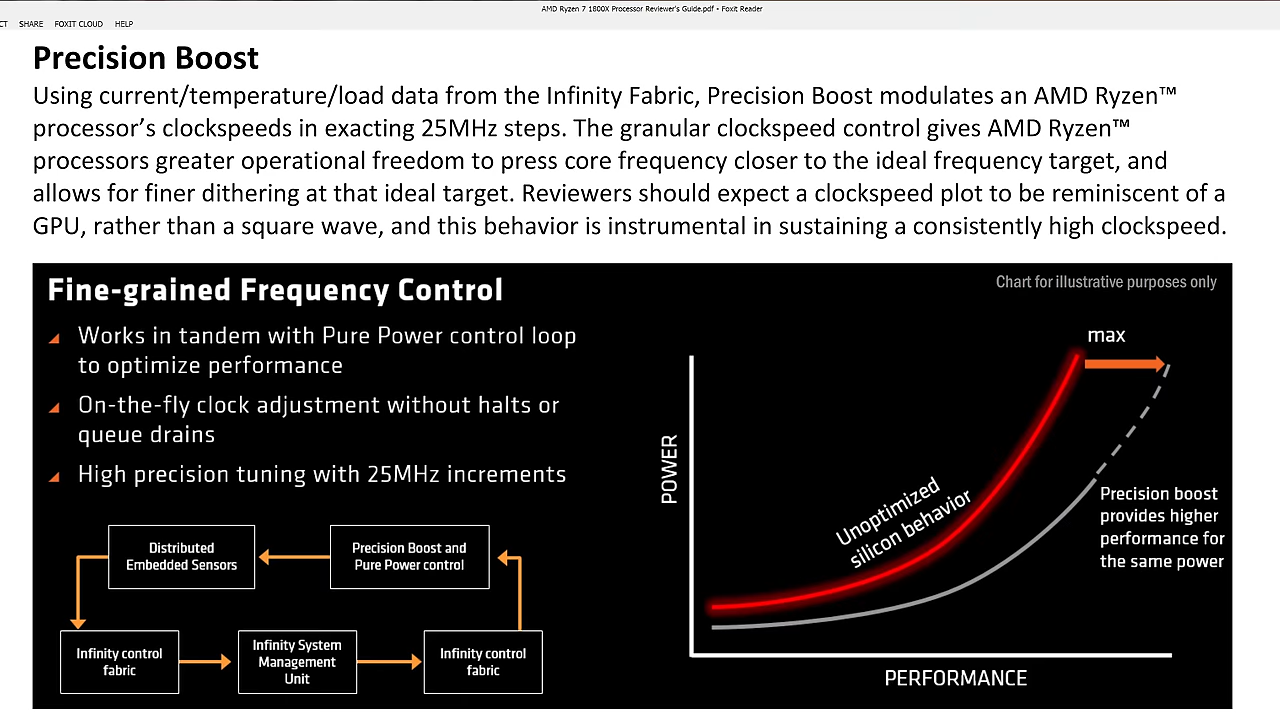 AMD Ryzen 7 1800X Processor Reviewer's Guide.pdf • Foxit Reader
CT SHARE FOXIT CLOUD HELP
Precision Boost
Using current/temperature/load data from the Infinity Fabric, Precision Boost modulates an AMD Ryzen™
processor’s clockspeeds in exacting 25MHz steps. The granular clockspeed control gives AMD Ryzen™
processors greater operational freedom to press core frequency closer to the ideal frequency target, and
allows for finer dithering at that ideal target. Reviewers should expect a clockspeed plot to be reminiscent of a
GPU, rather than a square wave, and this behavior is instrumental in sustaining a consistently high clockspeed.
Fine-grained Frequency Control
Works in tandem with Pure Power control loop
to optimize performance
On-the-fly clock adjustment without halts or
queue drains
High precision tuning with 25MHz increments
Distributed
Embedded Sensors
Precision Boost and
Pure Power control
Infinity control
fabric
Infinity System
Management
Unit
Infinity control
fabric
Chart for illustrative purposes only
max
POWER
Unoptimized
silicon behavior
Precision boost
provides higher
performance for
the same power
PERFORMANCE